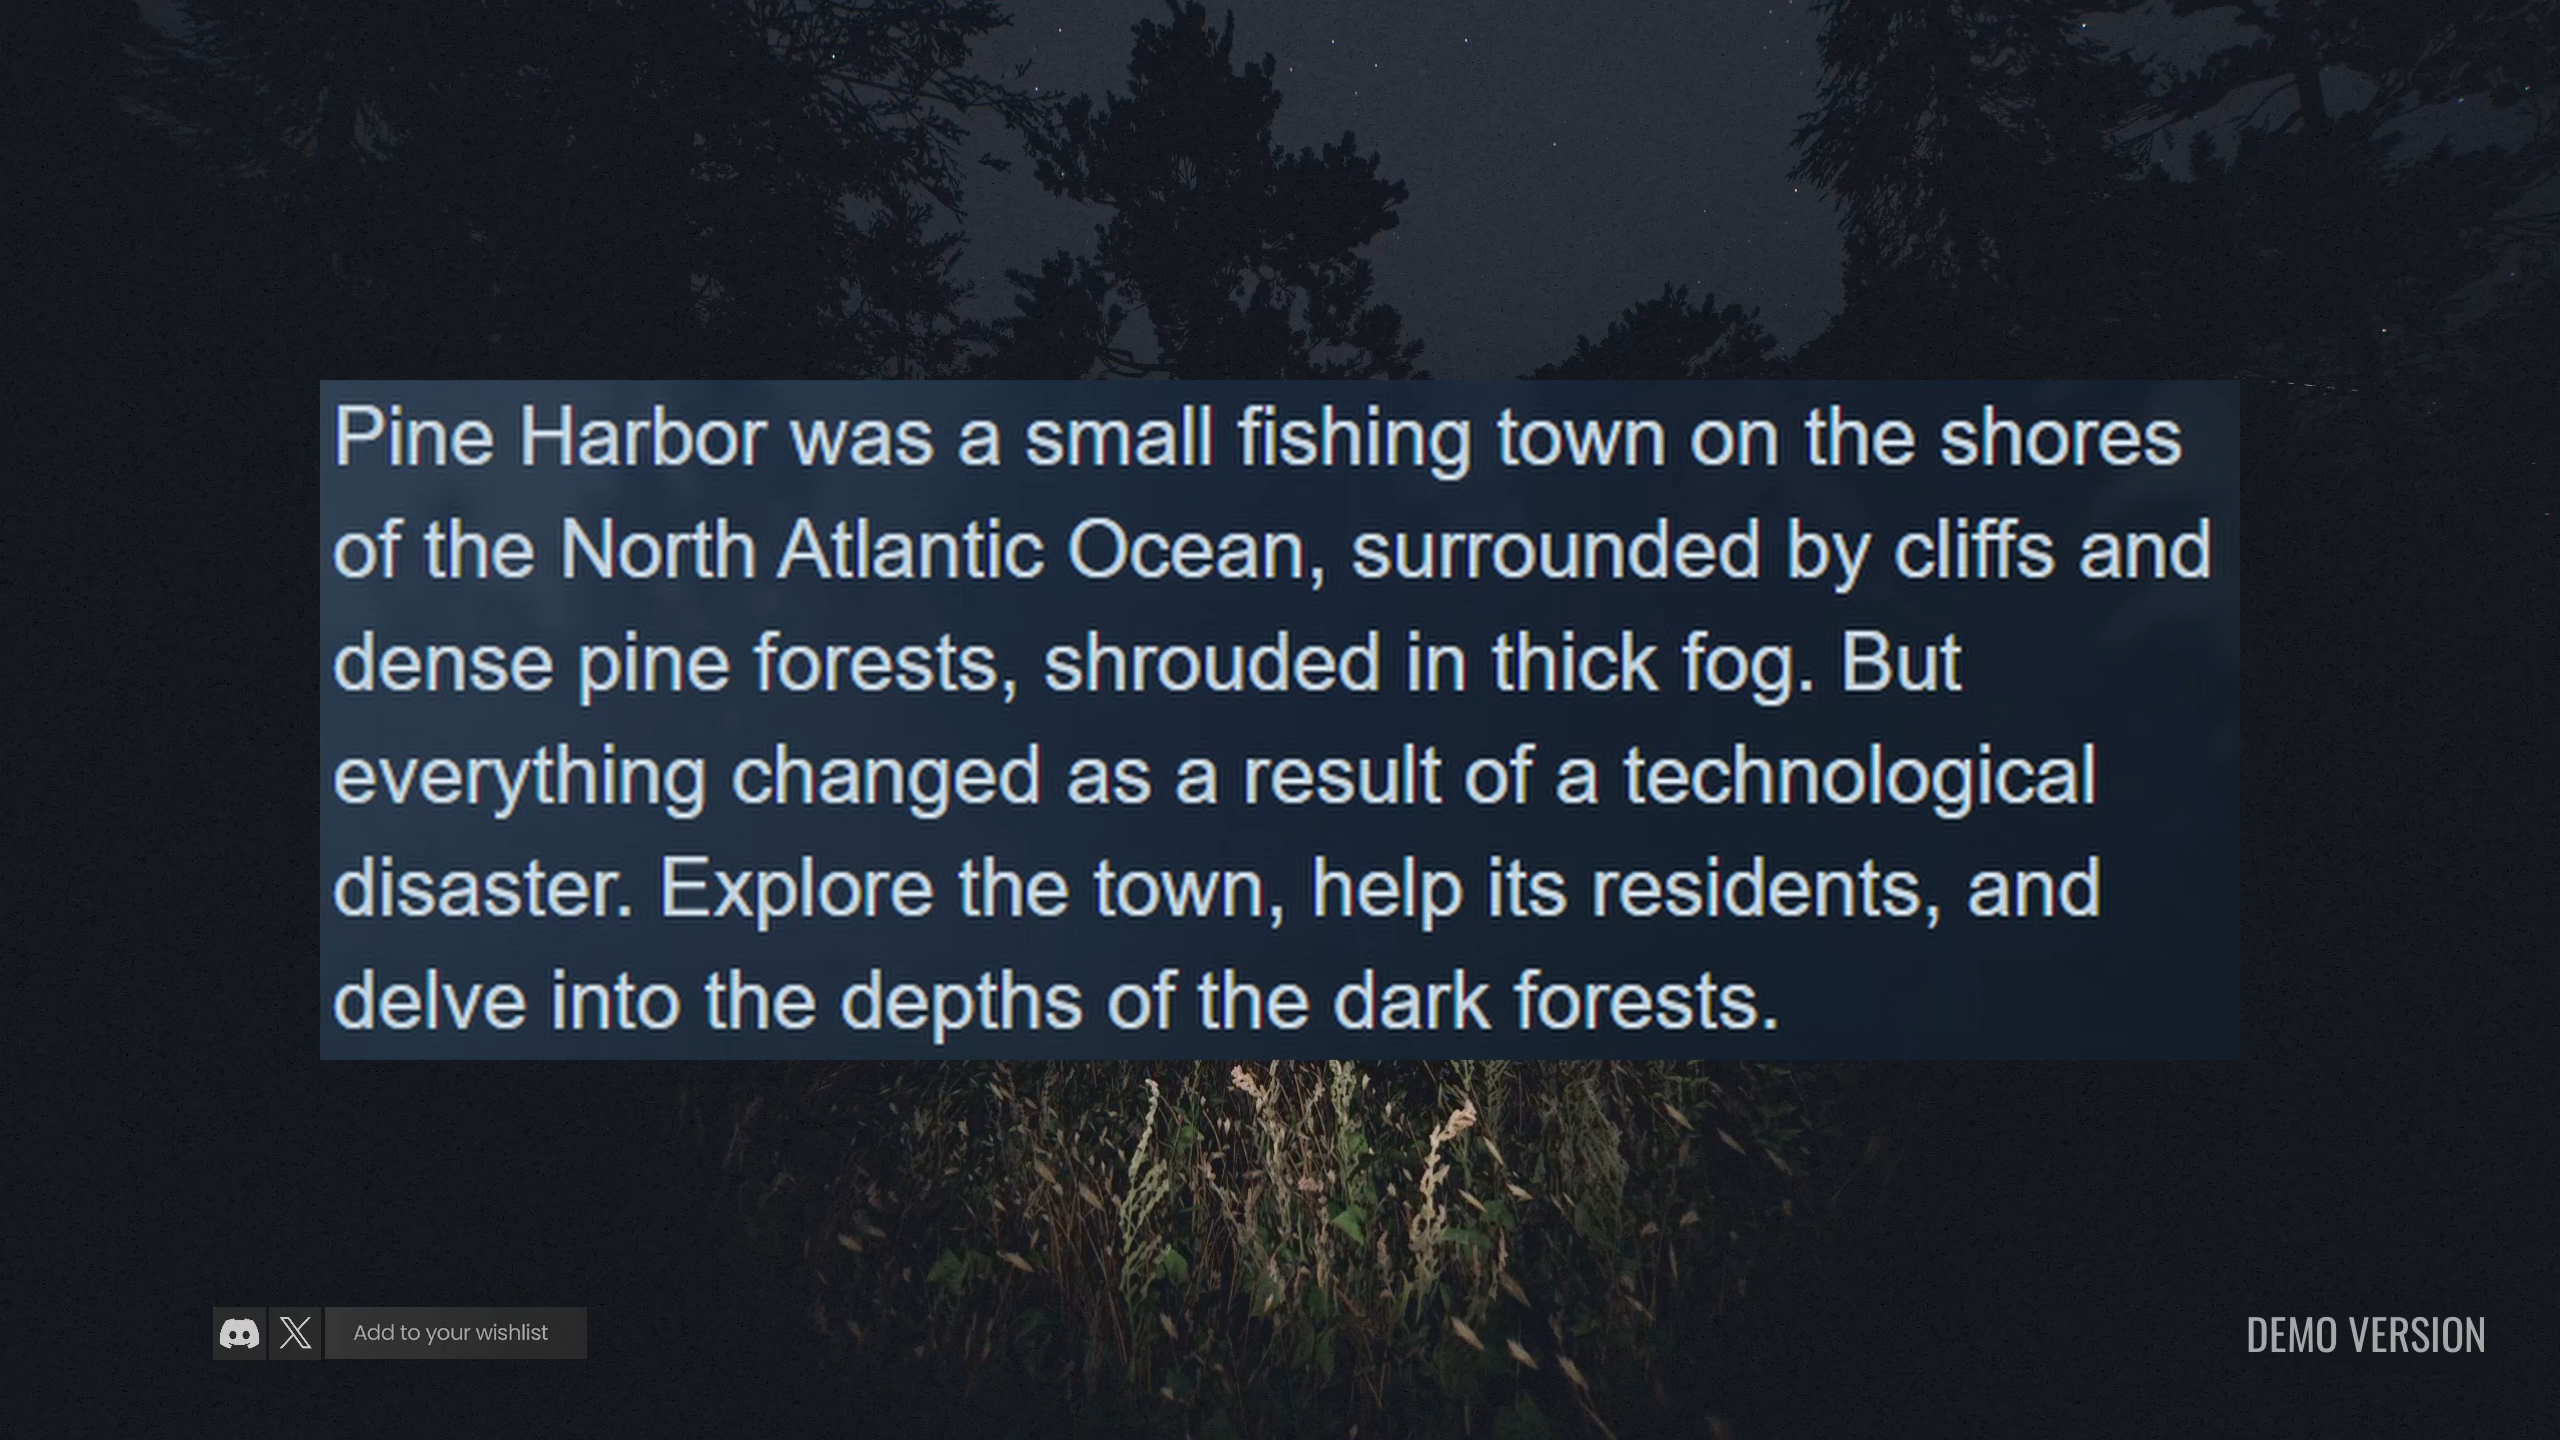 Pine Harbor was a small fishing town on the shores
of the North Atlantic Ocean, surrounded by cliffs and
dense pine forests, shrouded in thick fog. But
everything changed as a result of a technological
disaster. Explore the town, help its residents, and
delve into the depths of the dark forests.
Add to your wishlist
DEMO VERSION